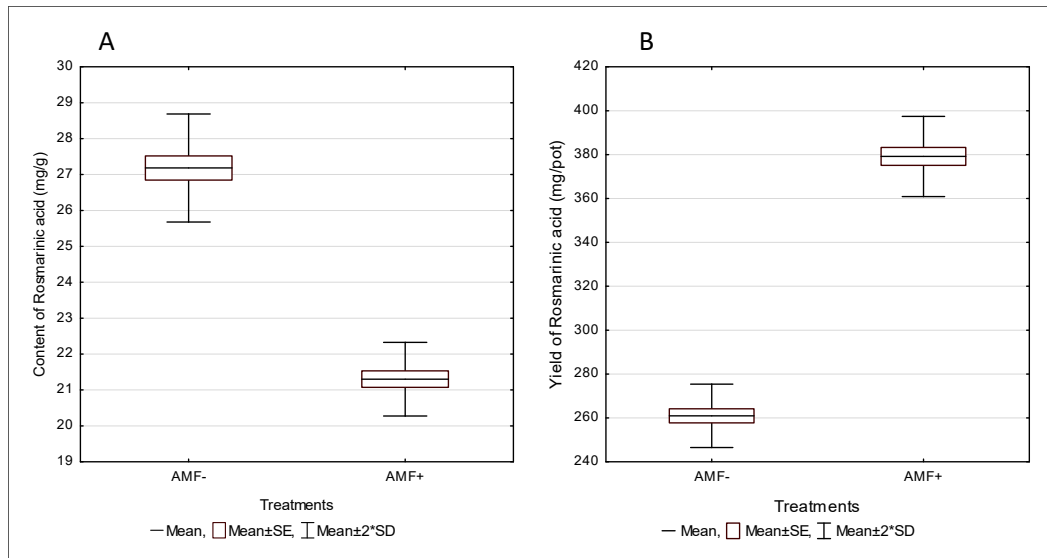 A
Content of Rosmarinic acid (mg/g)
30
29
28
27
26
25
24
23
22
21
20
19
AMF-
AMF+
Treatments
Mean, Mean±SE, Mean±2*SD
B
Yield of Rosmarinic acid (mg/pot)
420
400
380
360
340
320
300
280
260
240
AMF-
AMF+
Treatments
Mean, Mean±SE, Mean±2*SD